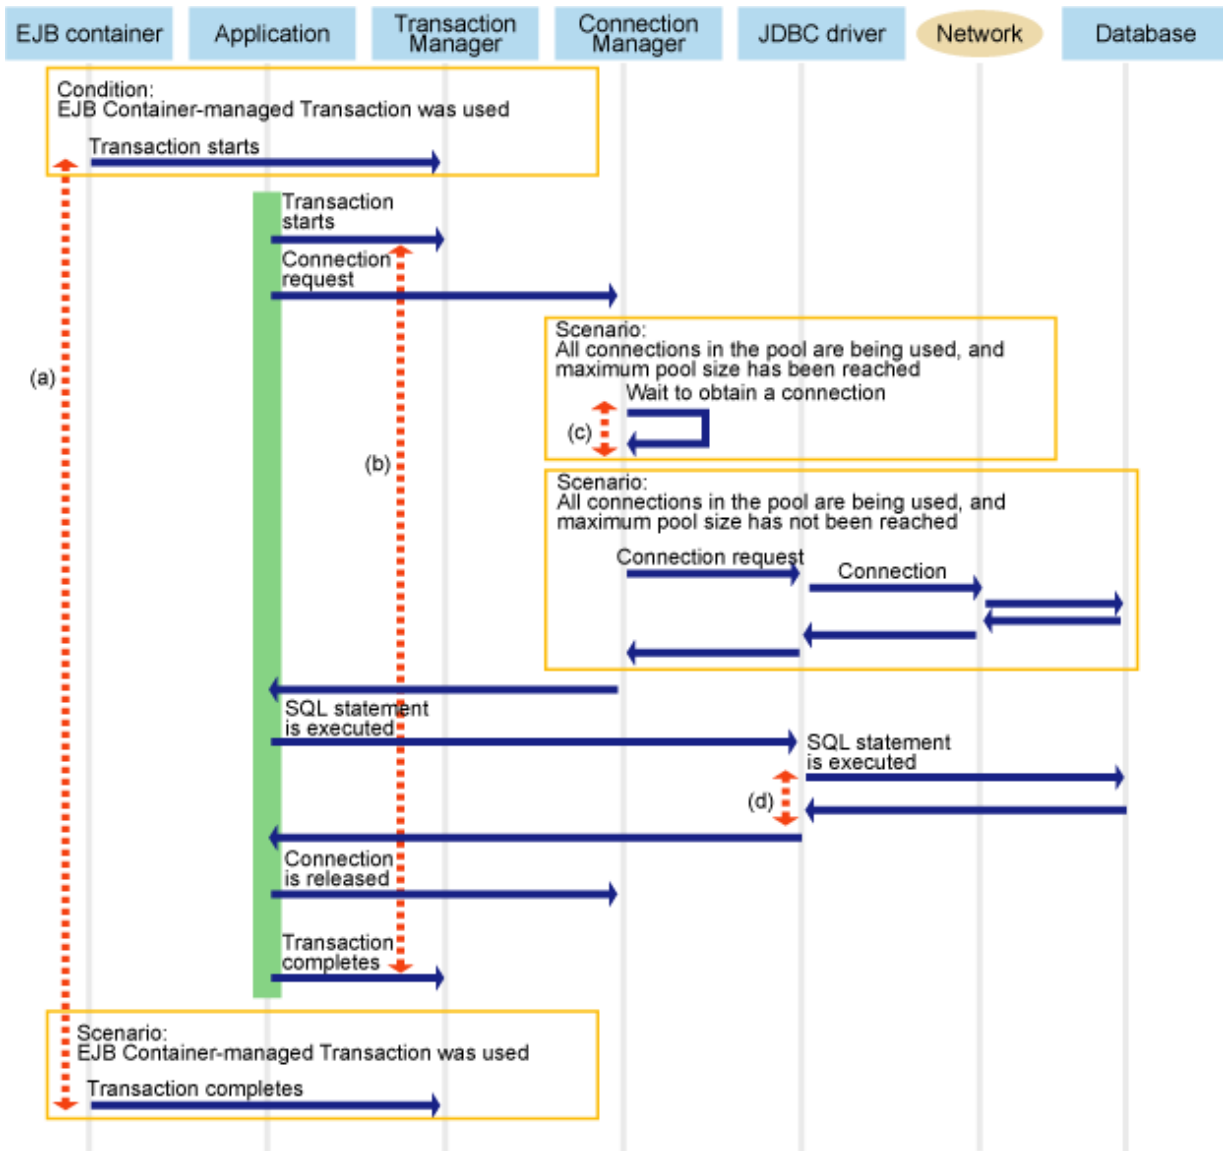 EJB container
Application
Transaction
Manager
Connection
Manager
JDBC driver
Network
Database
Condition:
EJB Container-managed Transaction was used
Transaction starts
Transaction
starts
Connection
request
Scenario:
All connections in the pool are being used, and
maximum pool size has been reached
Wait to obtain a connection
(a)
(c)
(b)
Scenario:
All connections in the pool are being used, and
maximum pool size has not been reached
Connection request
Connection
SQL statement
is executed
SQL statement
is executed
(d)
Connection
is released
Transaction
completes
Scenario:
EJB Container-managed Transaction was used
Transaction completes